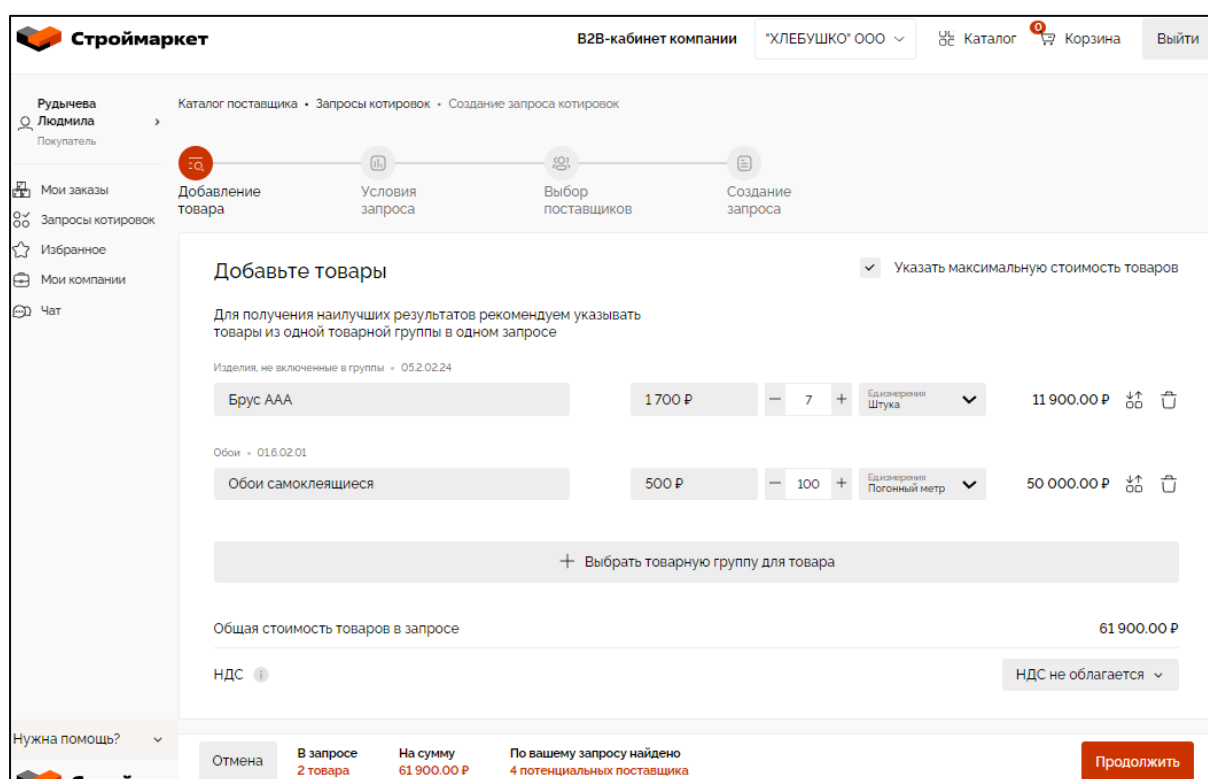 Строймаркет
B2B-кабинет компании
"ХЛЕБУШКО" ООО
Каталог
0
Корзина
Выйти
Рудычева
Людмила
Покупатель
Мои заказы
Запросы котировок
Избранное
Мои компании
Чат
Каталог поставщика • Запросы котировок • Создание запроса котировок
Добавление
товара
Условия
запроса
Выбор
поставщиков
Создание
запроса
Добавьте товары
Указать максимальную стоимость товаров
Для получения наилучших результатов рекомендуем указывать
товары из одной товарной группы в одном запросе
Изделия, не включенные в группы • 05.2.02.24
Брус ААА
1 700 ₽
— 7 +
Ед.измерения
Штука
11 900.00 ₽
Обои • 01.6.02.01
Обои самоклеящиеся
500 ₽
— 100 +
Ед.измерения
Погонный метр
50 000.00 ₽
+ Выбрать товарную группу для товара
Общая стоимость товаров в запросе
61 900.00 ₽
НДС
НДС не облагается
Нужна помощь?
Отмена
В запросе
2 товара
На сумму
61 900.00 ₽
По вашему запросу найдено
4 потенциальных поставщика
Продолжить